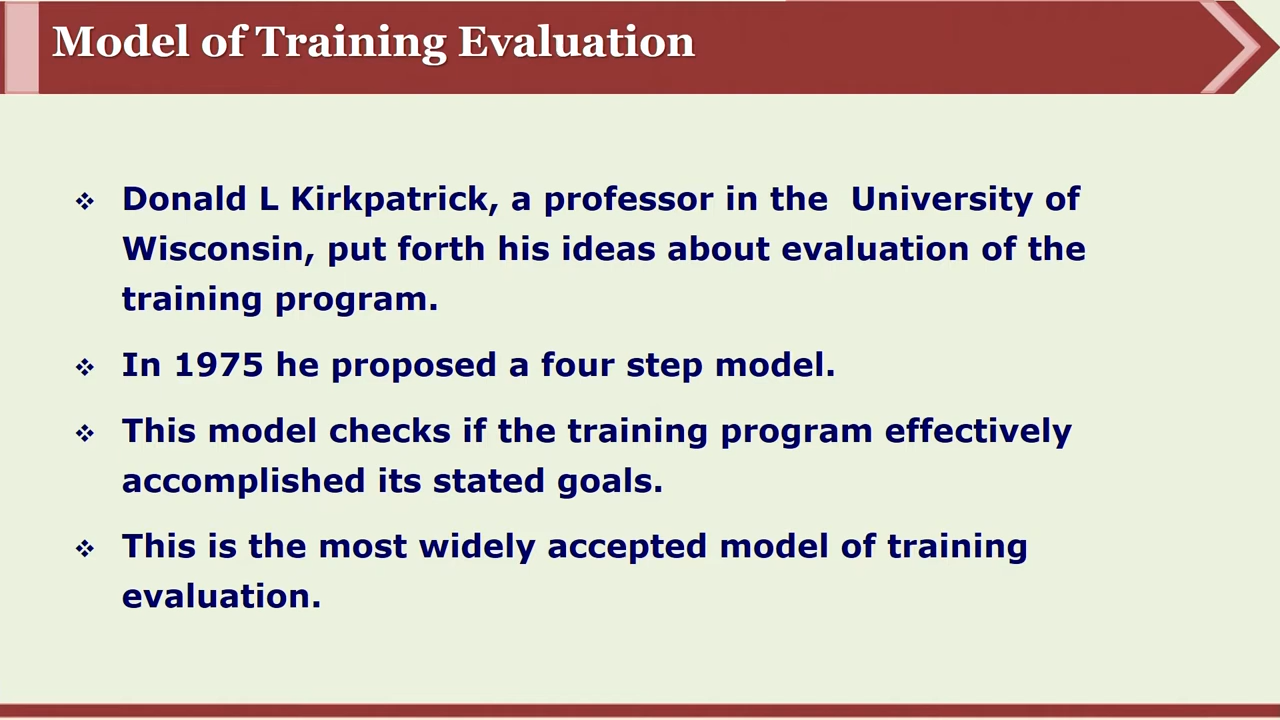 Model of Training Evaluation
❖ Donald L Kirkpatrick, a professor in the  University of
Wisconsin, put forth his ideas about evaluation of the
training program.
❖ In 1975 he proposed a four step model.
❖ This model checks if the training program effectively
accomplished its stated goals.
❖ This is the most widely accepted model of training
evaluation.